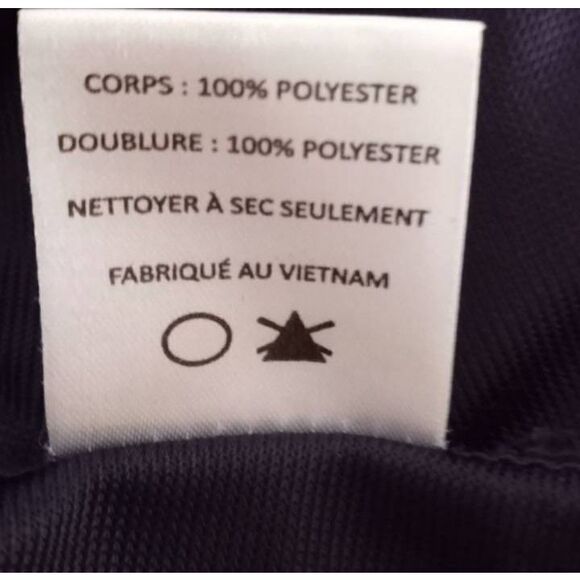 CORPS : 100% POLYESTER
DOUBLURE : 100% POLYESTER
NETTOYER À SEC SEULEMENT
FABRIQUÉ AU VIETNAM